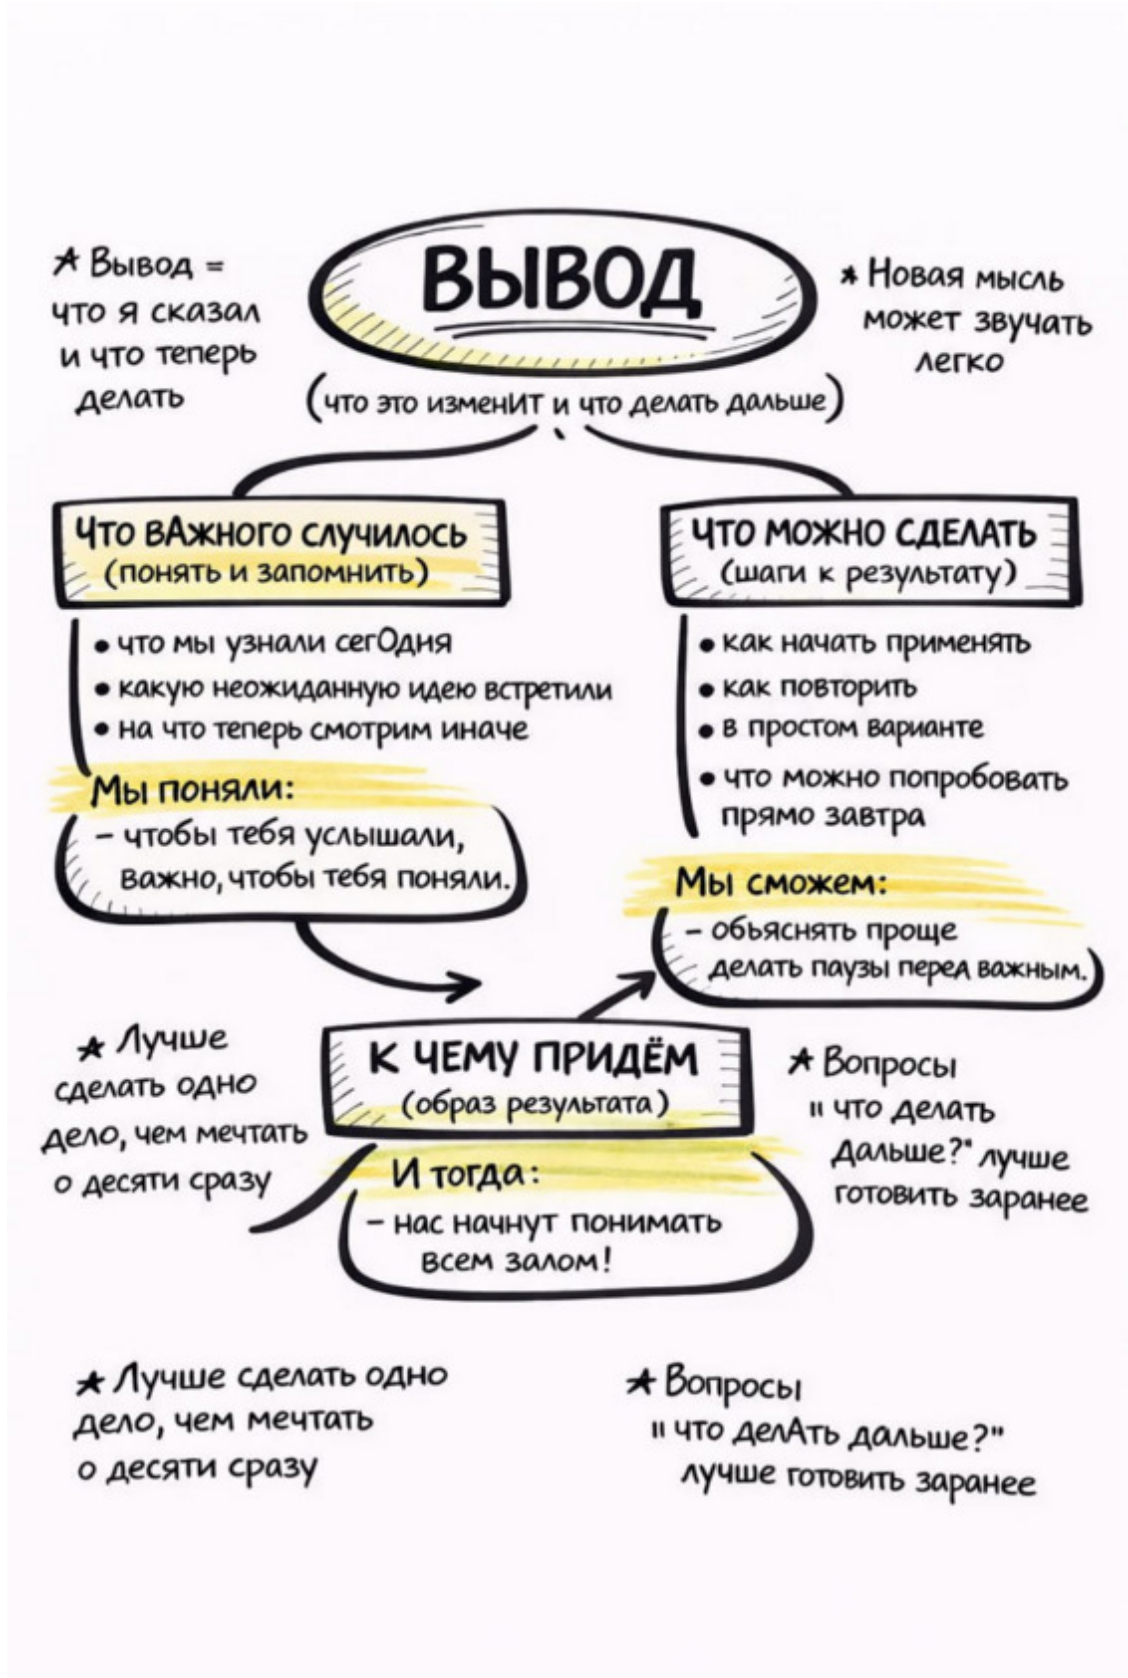 ★ Вывод =
что я сказал
и что теперь
делать
ВЫВОД
(что это изменИт и что делать дальше)
★ Новая мысль
может звучать
легко
Что вАжного случилось
(понять и запомнить)
• что мы узнали сегОдня
• какую неожиданную идею встретили
• на что теперь смотрим иначе
Мы поняли:
– чтобы тебя услышали,
важно, чтобы тебя поняли.
Что можно сделать
(шаги к результату)
• как начать применять
• как повторить
• в простом варианте
• что можно попробовать
прямо завтра
Мы сможем:
– обьяснять проще
делать паузы перед важным.
К ЧЕМУ ПРИДЁМ
(образ результата)
И тогда:
– нас начнут понимать
всем залом!
★ Лучше
сделать одно
дело, чем мечтать
о десяти сразу
★ Вопросы
"что делать
дальше?" лучше
готовить заранее
★ Лучше сделать одно
дело, чем мечтать
о десяти сразу
★ Вопросы
"что делАть дальше?"
лучше готовить заранее